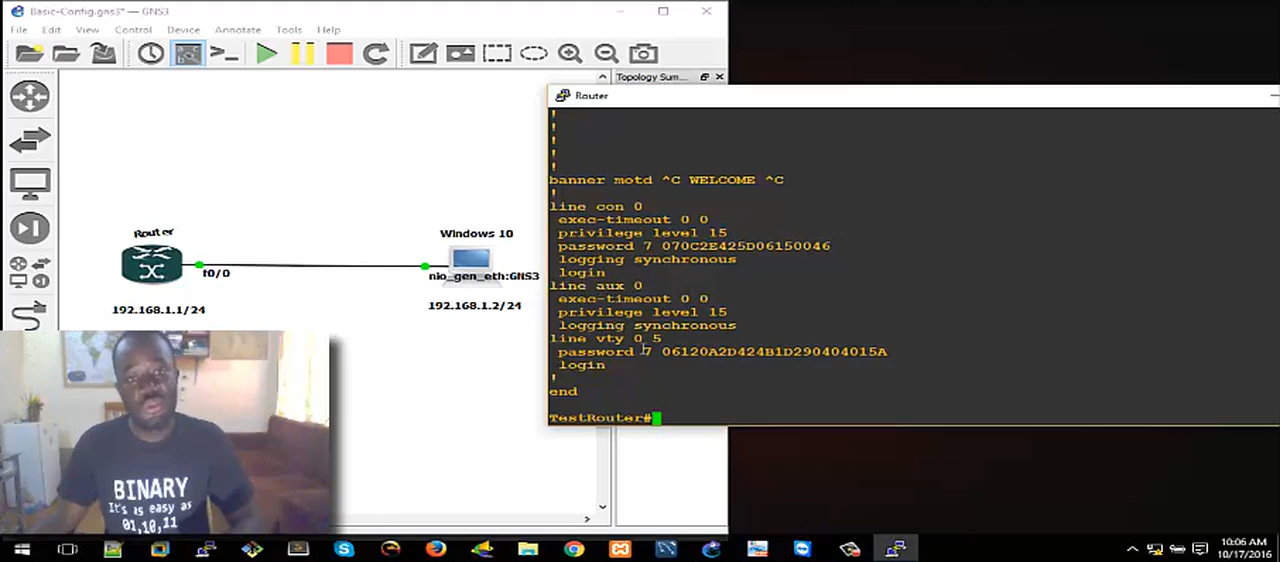 Basic-Config.gns3* — GNS3
File Edit View Control Device Annotate Tools Help
Topology Sum...
Router
!
!
!
!
!
banner motd ^C WELCOME ^C
!
line con 0
exec-timeout 0 0
privilege level 15
password 7 070C2E425D06150046
logging synchronous
login
line aux 0
exec-timeout 0 0
privilege level 15
logging synchronous
line vty 0 5
password 7 06120A2D424B1D290404015A
login
!
end
TestRouter#
Router
f0/0
192.168.1.1/24
Windows 10
nio_gen_eth:GNS3
192.168.1.2/24
BINARY
It's as easy as
01,10,11
10:06 AM
10/17/2016